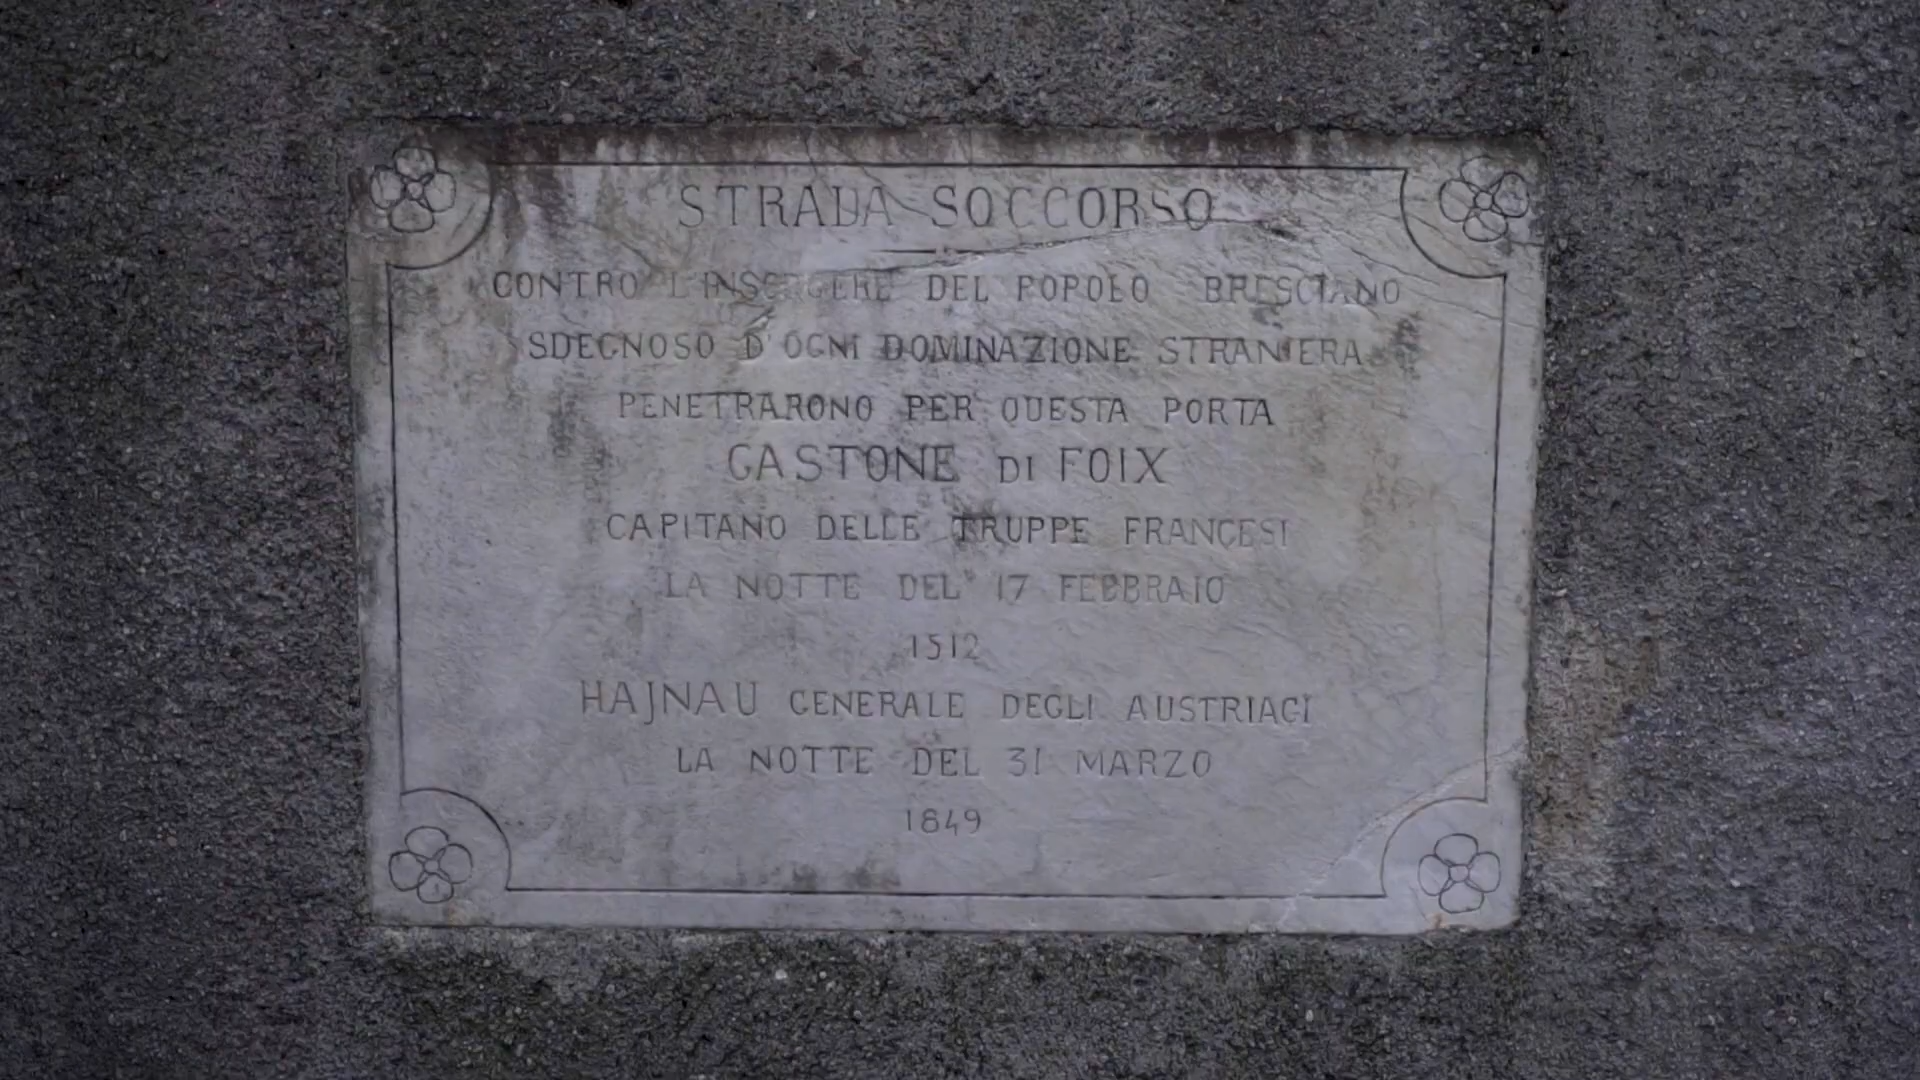 STRADA SOCCORSO
CONTRO L'INSORGERE DEL POPOLO BRESCIANO
SDEGNOSO D'OGNI DOMINAZIONE STRANIERA
PENETRARONO PER QUESTA PORTA
GASTONE DI FOIX
CAPITANO DELLE TRUPPE FRANCESI
LA NOTTE DEL 17 FEBBRAIO
1512
HAJNAU GENERALE DEGLI AUSTRIACI
LA NOTTE DEL 31 MARZO
1849